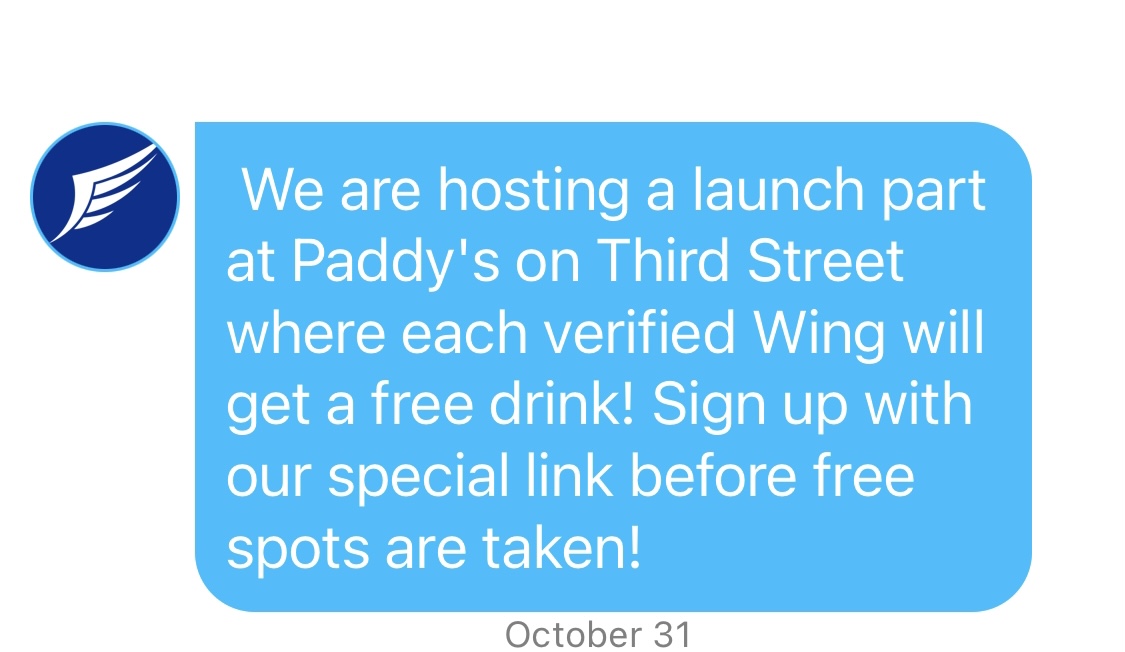 We are hosting a launch part
at Paddy's on Third Street
where each verified Wing will
get a free drink! Sign up with
our special link before free
spots are taken!
October 31